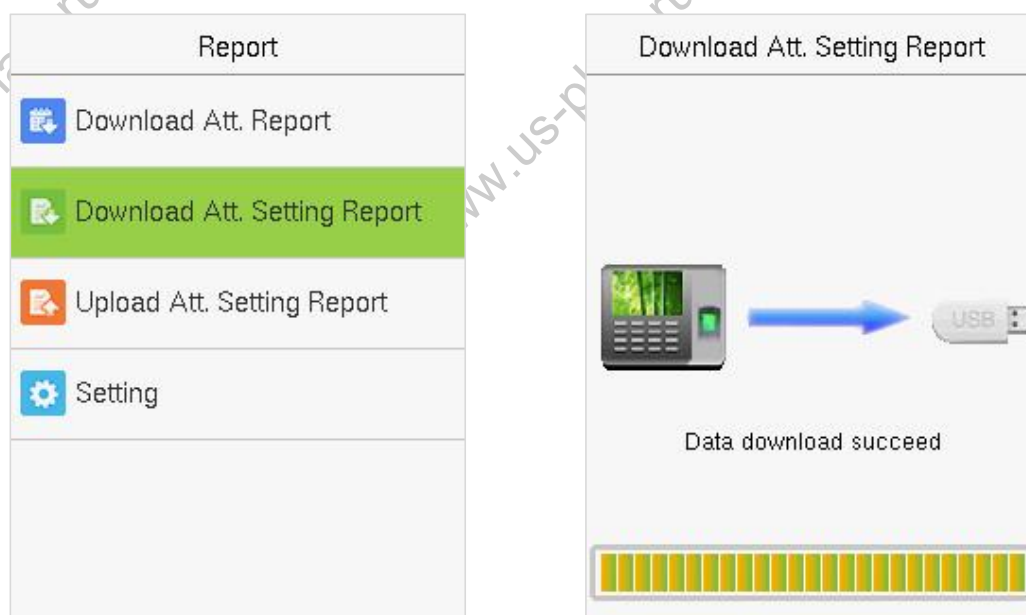 Report
Download Att. Report
Download Att. Setting Report
Upload Att. Setting Report
Setting
Download Att. Setting Report
USB
Data download succeed